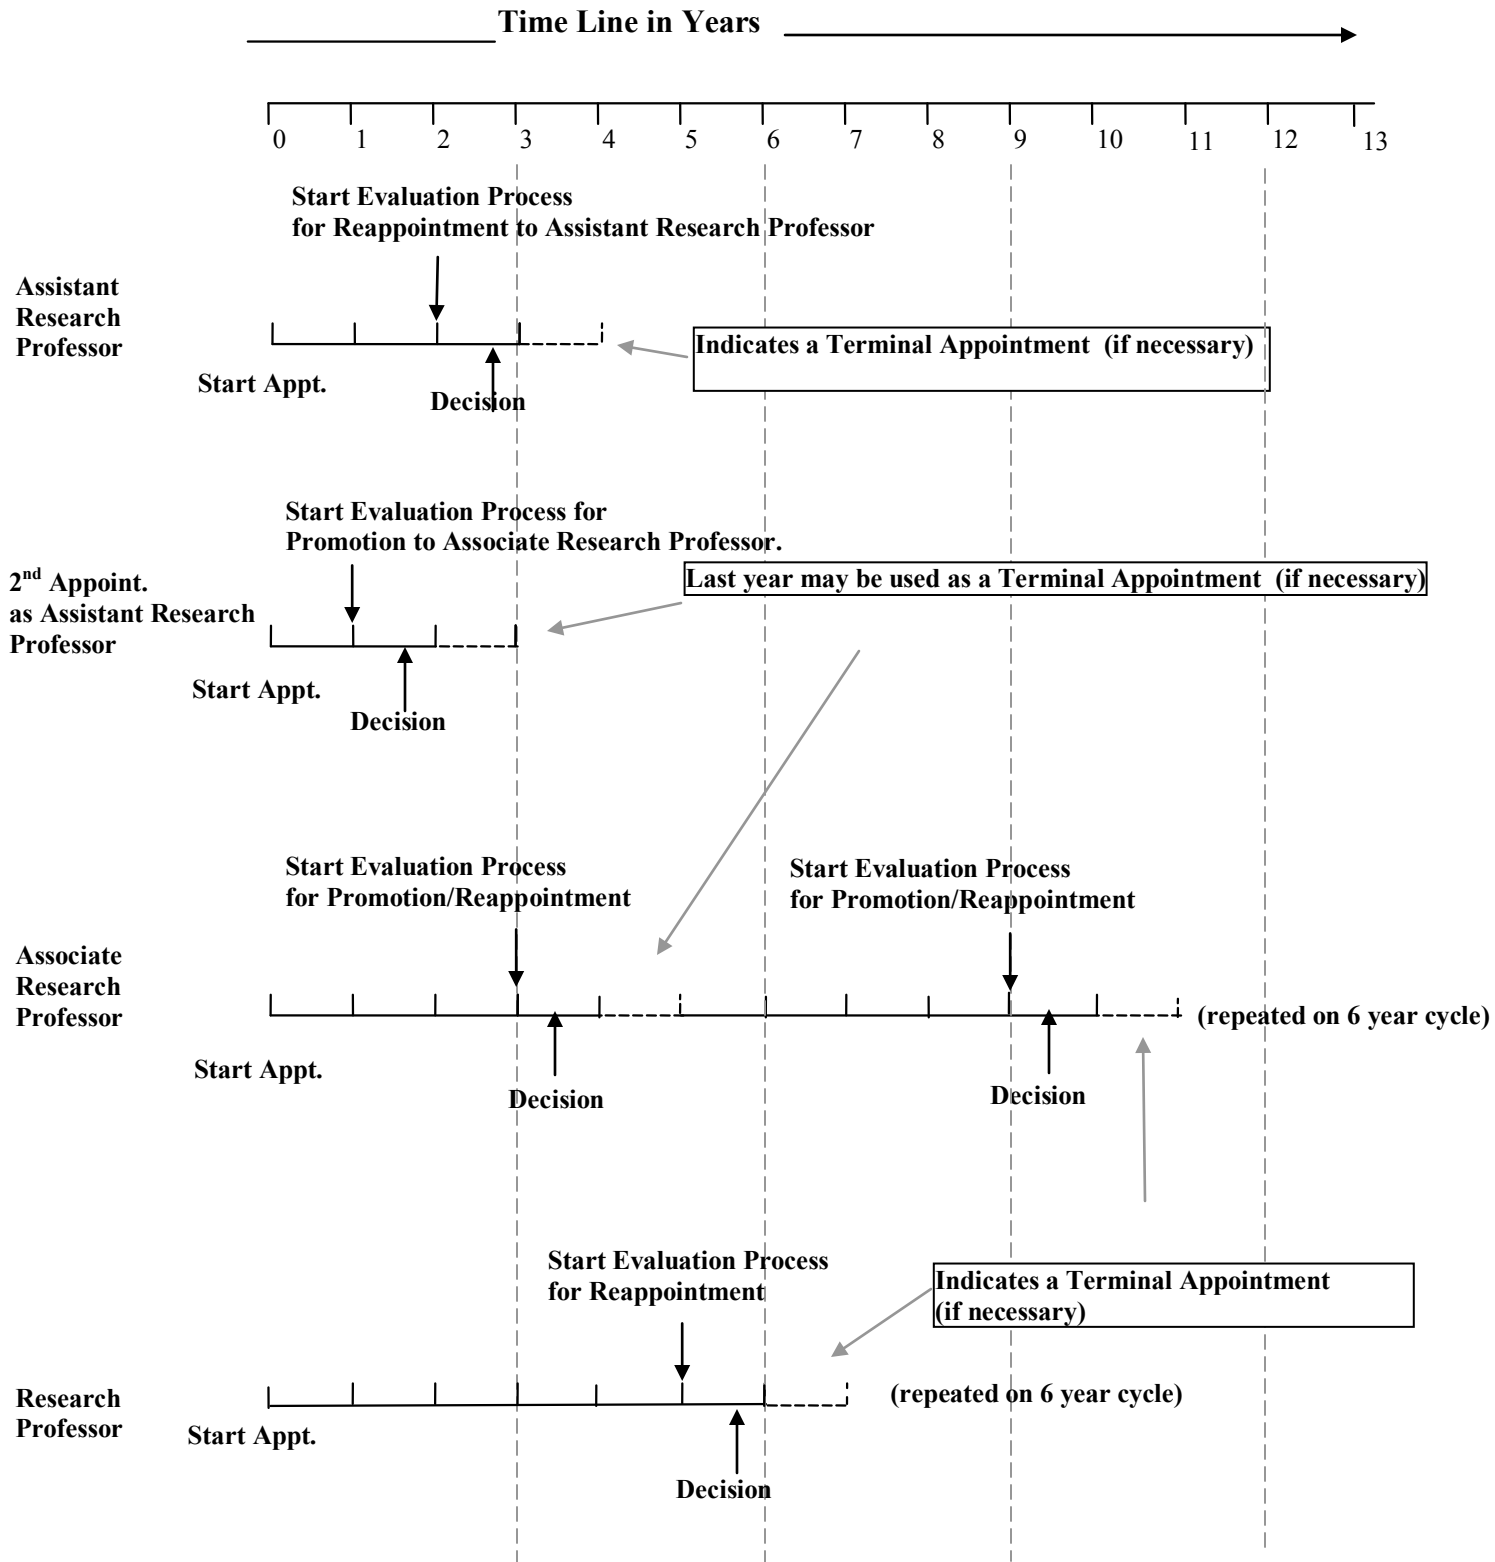 Time Line in Years
0 1 2 3 4 5 6 7 8 9 10 11 12 13
Start Evaluation Process
for Reappointment to Assistant Research Professor
Assistant
Research
Professor
Indicates a Terminal Appointment (if necessary)
Start Appt.
Decision
Start Evaluation Process for
Promotion to Associate Research Professor.
2nd Appoint.
as Assistant Research
Professor
Last year may be used as a Terminal Appointment (if necessary)
Start Appt.
Decision
Start Evaluation Process
for Promotion/Reappointment
Start Evaluation Process
for Promotion/Reappointment
Associate
Research
Professor
(repeated on 6 year cycle)
Start Appt.
Decision
Decision
Start Evaluation Process
for Reappointment
Indicates a Terminal Appointment
(if necessary)
Research
Professor
(repeated on 6 year cycle)
Start Appt.
Decision